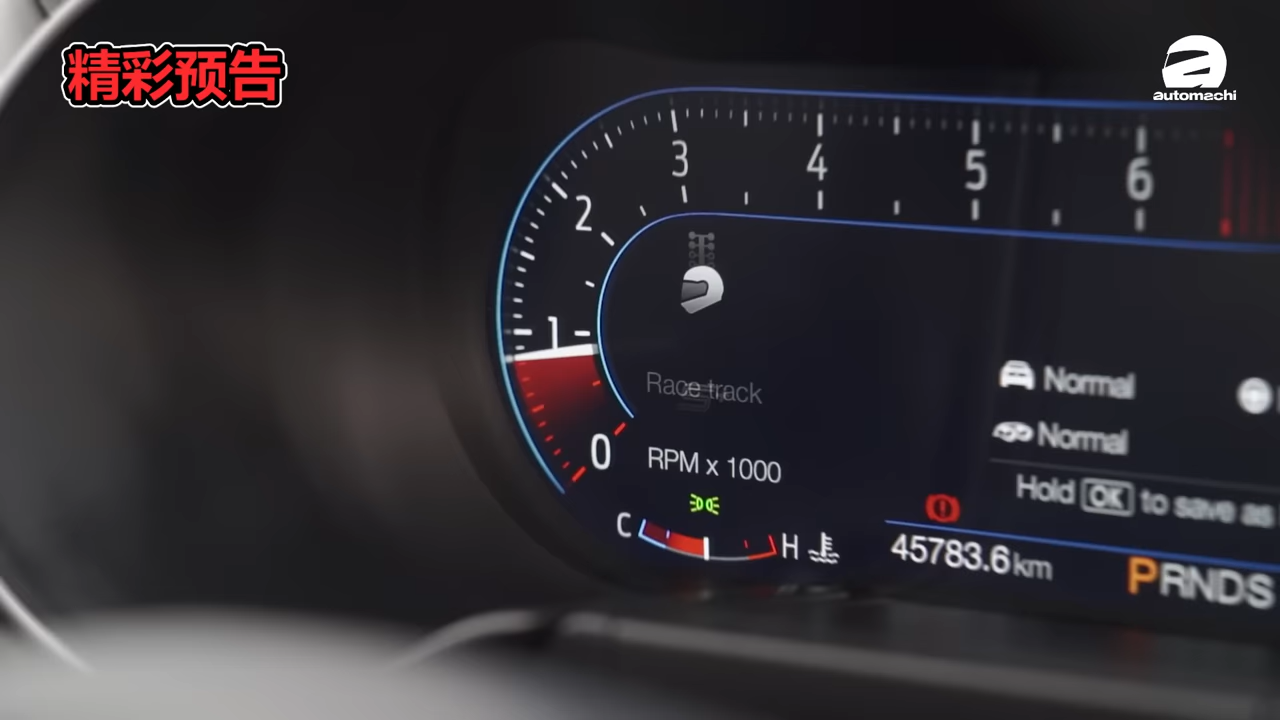 精彩预告
automachi
3
4
5
6
2
1
0
Race track
RPM x 1000
C
H
Normal
Normal
Hold OK to save as
45783.6 km
PRNDS